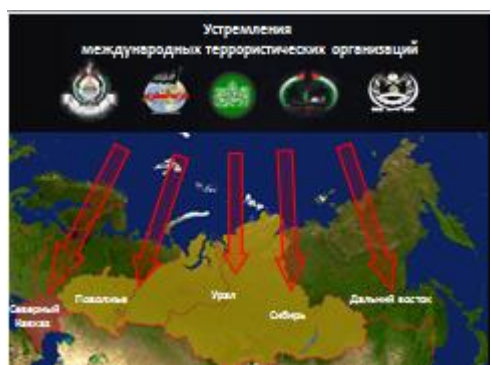 Устремления
международных террористических организаций
Поволжье
Урал
Сибирь
Дальний восток
Северный
Кавказ